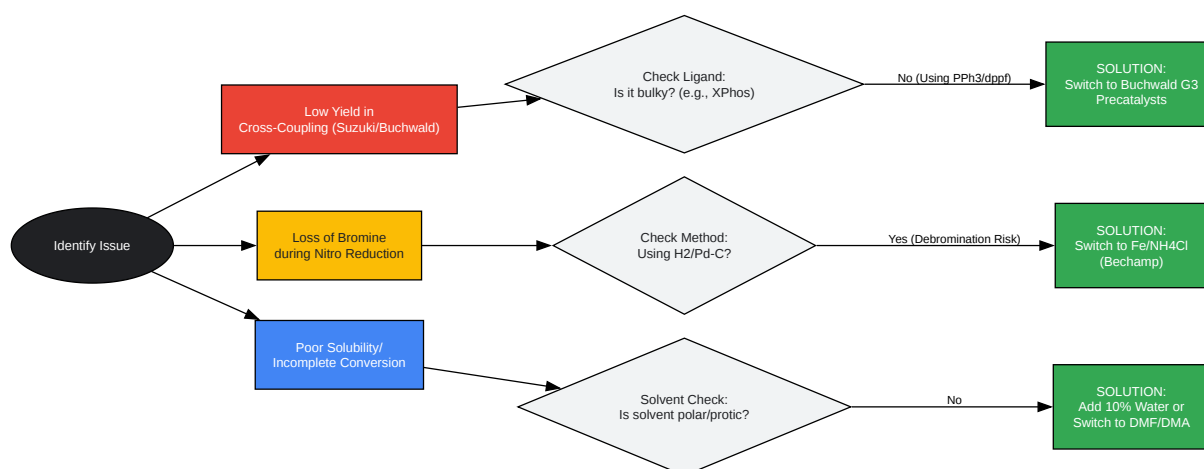 Identify Issue
Low Yield in
Cross-Coupling (Suzuki/Buchwald)
Check Ligand:
Is it bulky? (e.g., XPhos)
No (Using PPh3/dppf)
SOLUTION:
Switch to Buchwald G3
Precatalysts
Loss of Bromine
during Nitro Reduction
Check Method:
Using H2/Pd-C?
Yes (Debromination Risk)
SOLUTION:
Switch to Fe/NH4Cl
(Bechamp)
Poor Solubility/
Incomplete Conversion
Solvent Check:
Is solvent polar/protic?
No
SOLUTION:
Add 10% Water or
Switch to DMF/DMA